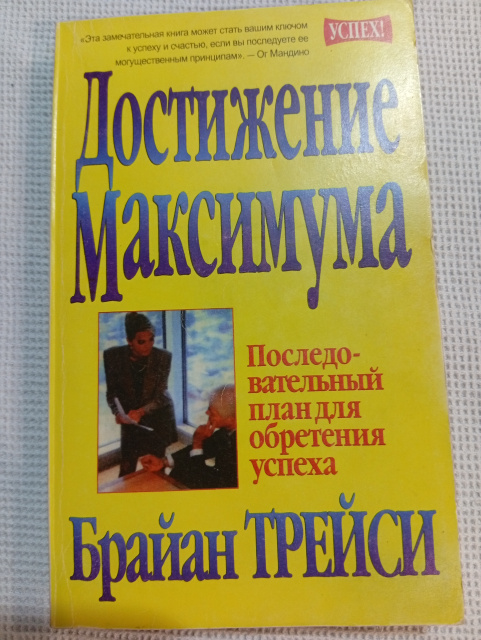 «Эта замечательная книга может стать вашим ключом
к успеху и счастью, если вы последуете ее
могущественным принципам». — Ог Мандино
УСПЕХ!
Достижение
Максимума
Последо-
вательный
план для
обретения
успеха
Брайан ТРЕЙСИ